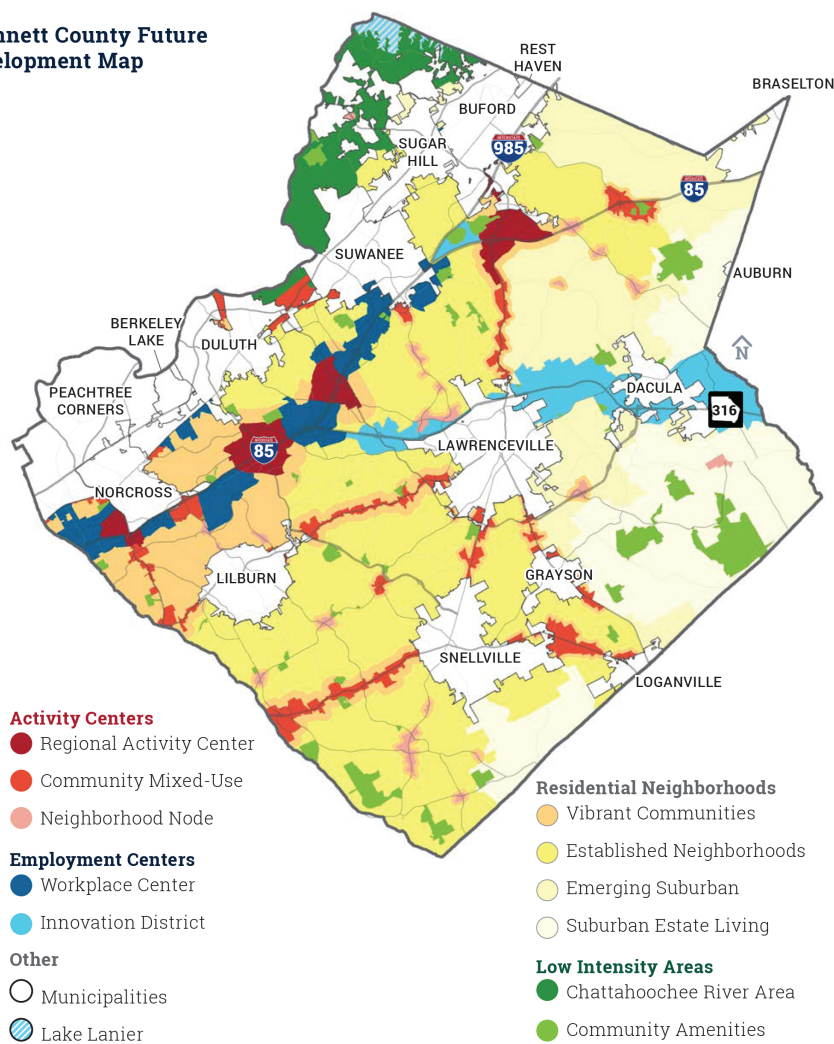 nnett County Future
elopment Map
REST
HAVEN
BRASELTON
BUFORD
SUGAR
HILL
INTERSTATE
985
INTERSTATE
85
SUWANEE
AUBURN
BERKELEY
LAKE
DULUTH
N
PEACHTREE
CORNERS
DACULA
316
LAWRENCEVILLE
INTERSTATE
85
NORCROSS
LILBURN
GRAYSON
SNELLVILLE
LOGANVILLE
Activity Centers
Regional Activity Center
Community Mixed-Use
Neighborhood Node
Employment Centers
Workplace Center
Innovation District
Other
Municipalities
Lake Lanier
Residential Neighborhoods
Vibrant Communities
Established Neighborhoods
Emerging Suburban
Suburban Estate Living
Low Intensity Areas
Chattahoochee River Area
Community Amenities